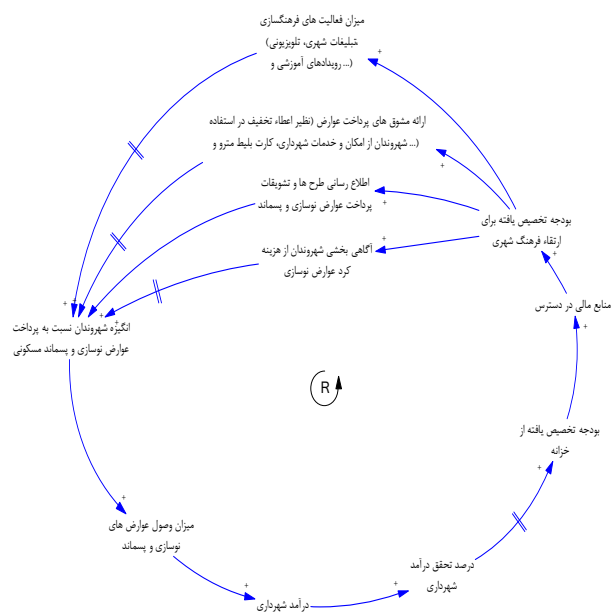 میزان فعالیت های فرهنگسازی
تبلیغات شهری، تلویزیونی)
(... رویدادهای آموزشی و
ارائه مشوق های پرداخت عوارض (نظیر اعطاء تخفیف در استفاده
(... شهروندان از امکان و خدمات شهرداری، کارت بلیط مترو و
اطلاع رسانی طرح ها و تشویقات
پرداخت عوارض نوسازی و پسماند
آگاهی بخشی شهروندان از هزینه
کرد عوارض نوسازی
بودجه تخصیص یافته برای
ارتقاء فرهنگ شهری
منابع مالی در دسترس
انگیزه شهروندان نسبت به پرداخت
عوارض نوسازی و پسماند مسکونی
R
بودجه تخصیص یافته از
خزانه
میزان وصول عوارض های
نوسازی و پسماند
درصد تحقق درآمد
شهرداری
درآمد شهرداری